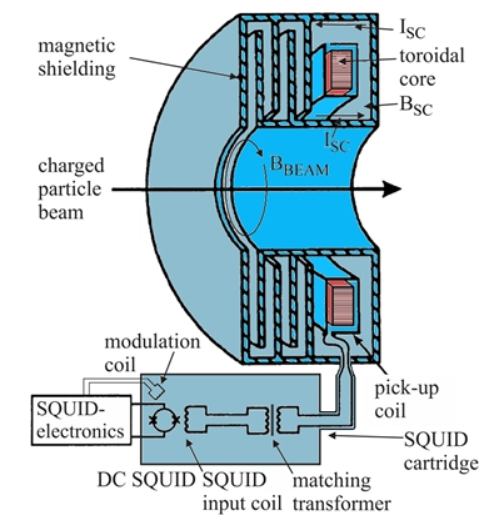 I_SC
magnetic
shielding
toroidal
core
B_SC
I_SC
charged
particle
beam
B_BEAM
modulation
coil
pick-up
coil
SQUID-
electronics
SQUID
cartridge
DC SQUID
SQUID
input coil
matching
transformer